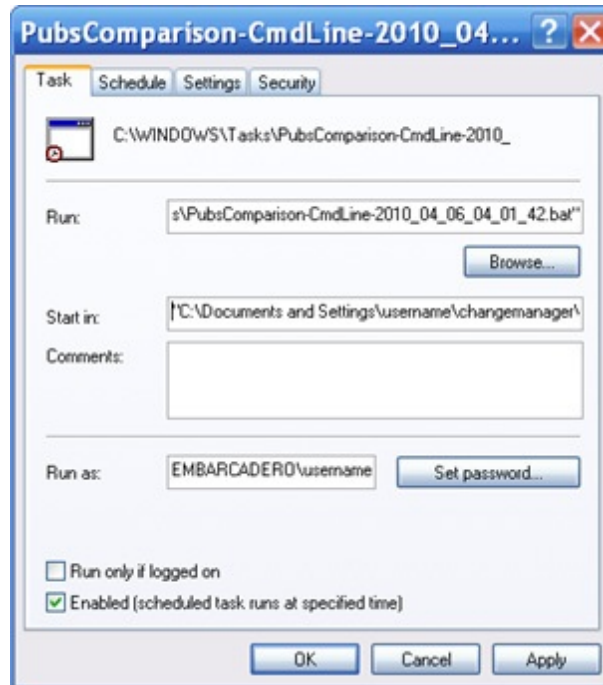 PubsComparison-CmdLine-2010_04...
Task Schedule Settings Security
C:\WINDOWS\Tasks\PubsComparison-CmdLine-2010_
Run: s\PubsComparison-CmdLine-2010_04_06_04_01_42.bat"
Browse...
Start in: "C:\Documents and Settings\username\changemanager\
Comments:
Run as: EMBARCADERO\username Set password...
Run only if logged on
Enabled (scheduled task runs at specified time)
OK Cancel Apply